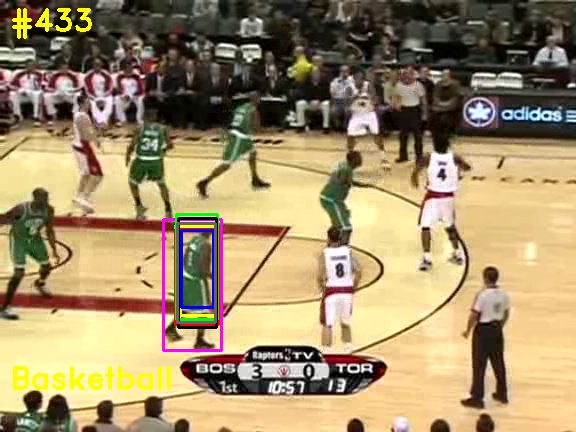 #433
adidas
34
4
8
Basketball
Raptors TV
BOS 3 0 TOR
1st 10:57 13